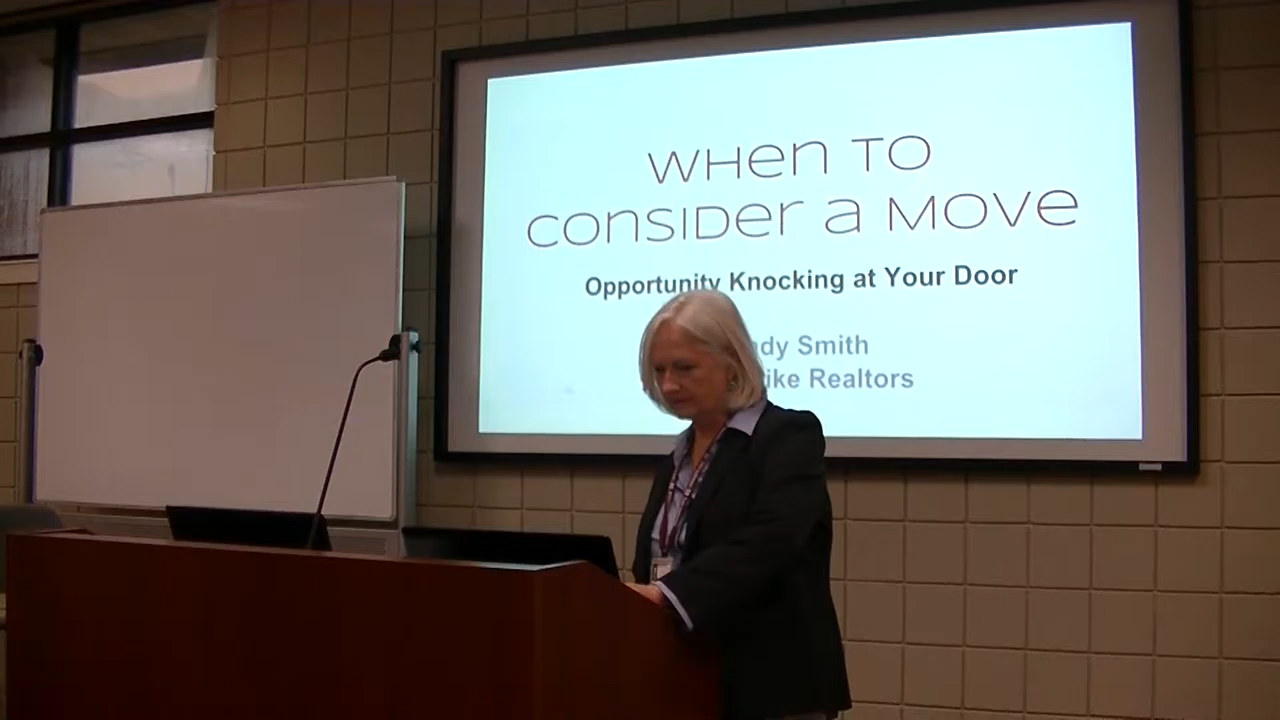 WHen TO
consider a move
Opportunity Knocking at Your Door
Smith
Realtors